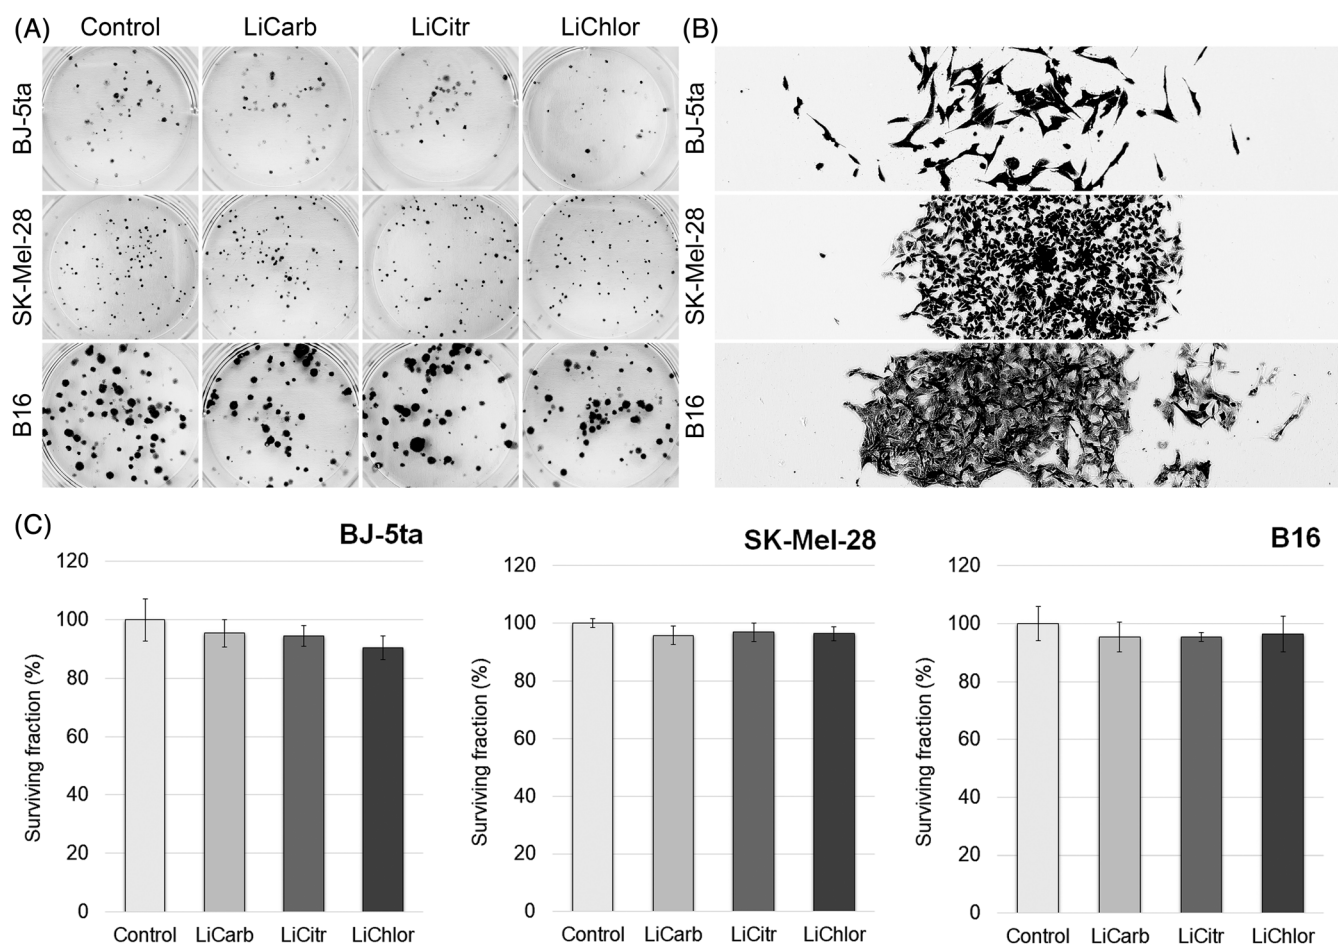 (A) Control LiCarb LiCitr LiChlor (B)
BJ-5ta BJ-5ta
SK-Mel-28 SK-Mel-28
B16 B16
(C)
BJ-5ta
Surviving fraction (%)
120
100
80
60
40
20
0
Control LiCarb LiCitr LiChlor
SK-Mel-28
Surviving fraction (%)
120
100
80
60
40
20
0
Control LiCarb LiCitr LiChlor
B16
Surviving fraction (%)
120
100
80
60
40
20
0
Control LiCarb LiCitr LiChlor